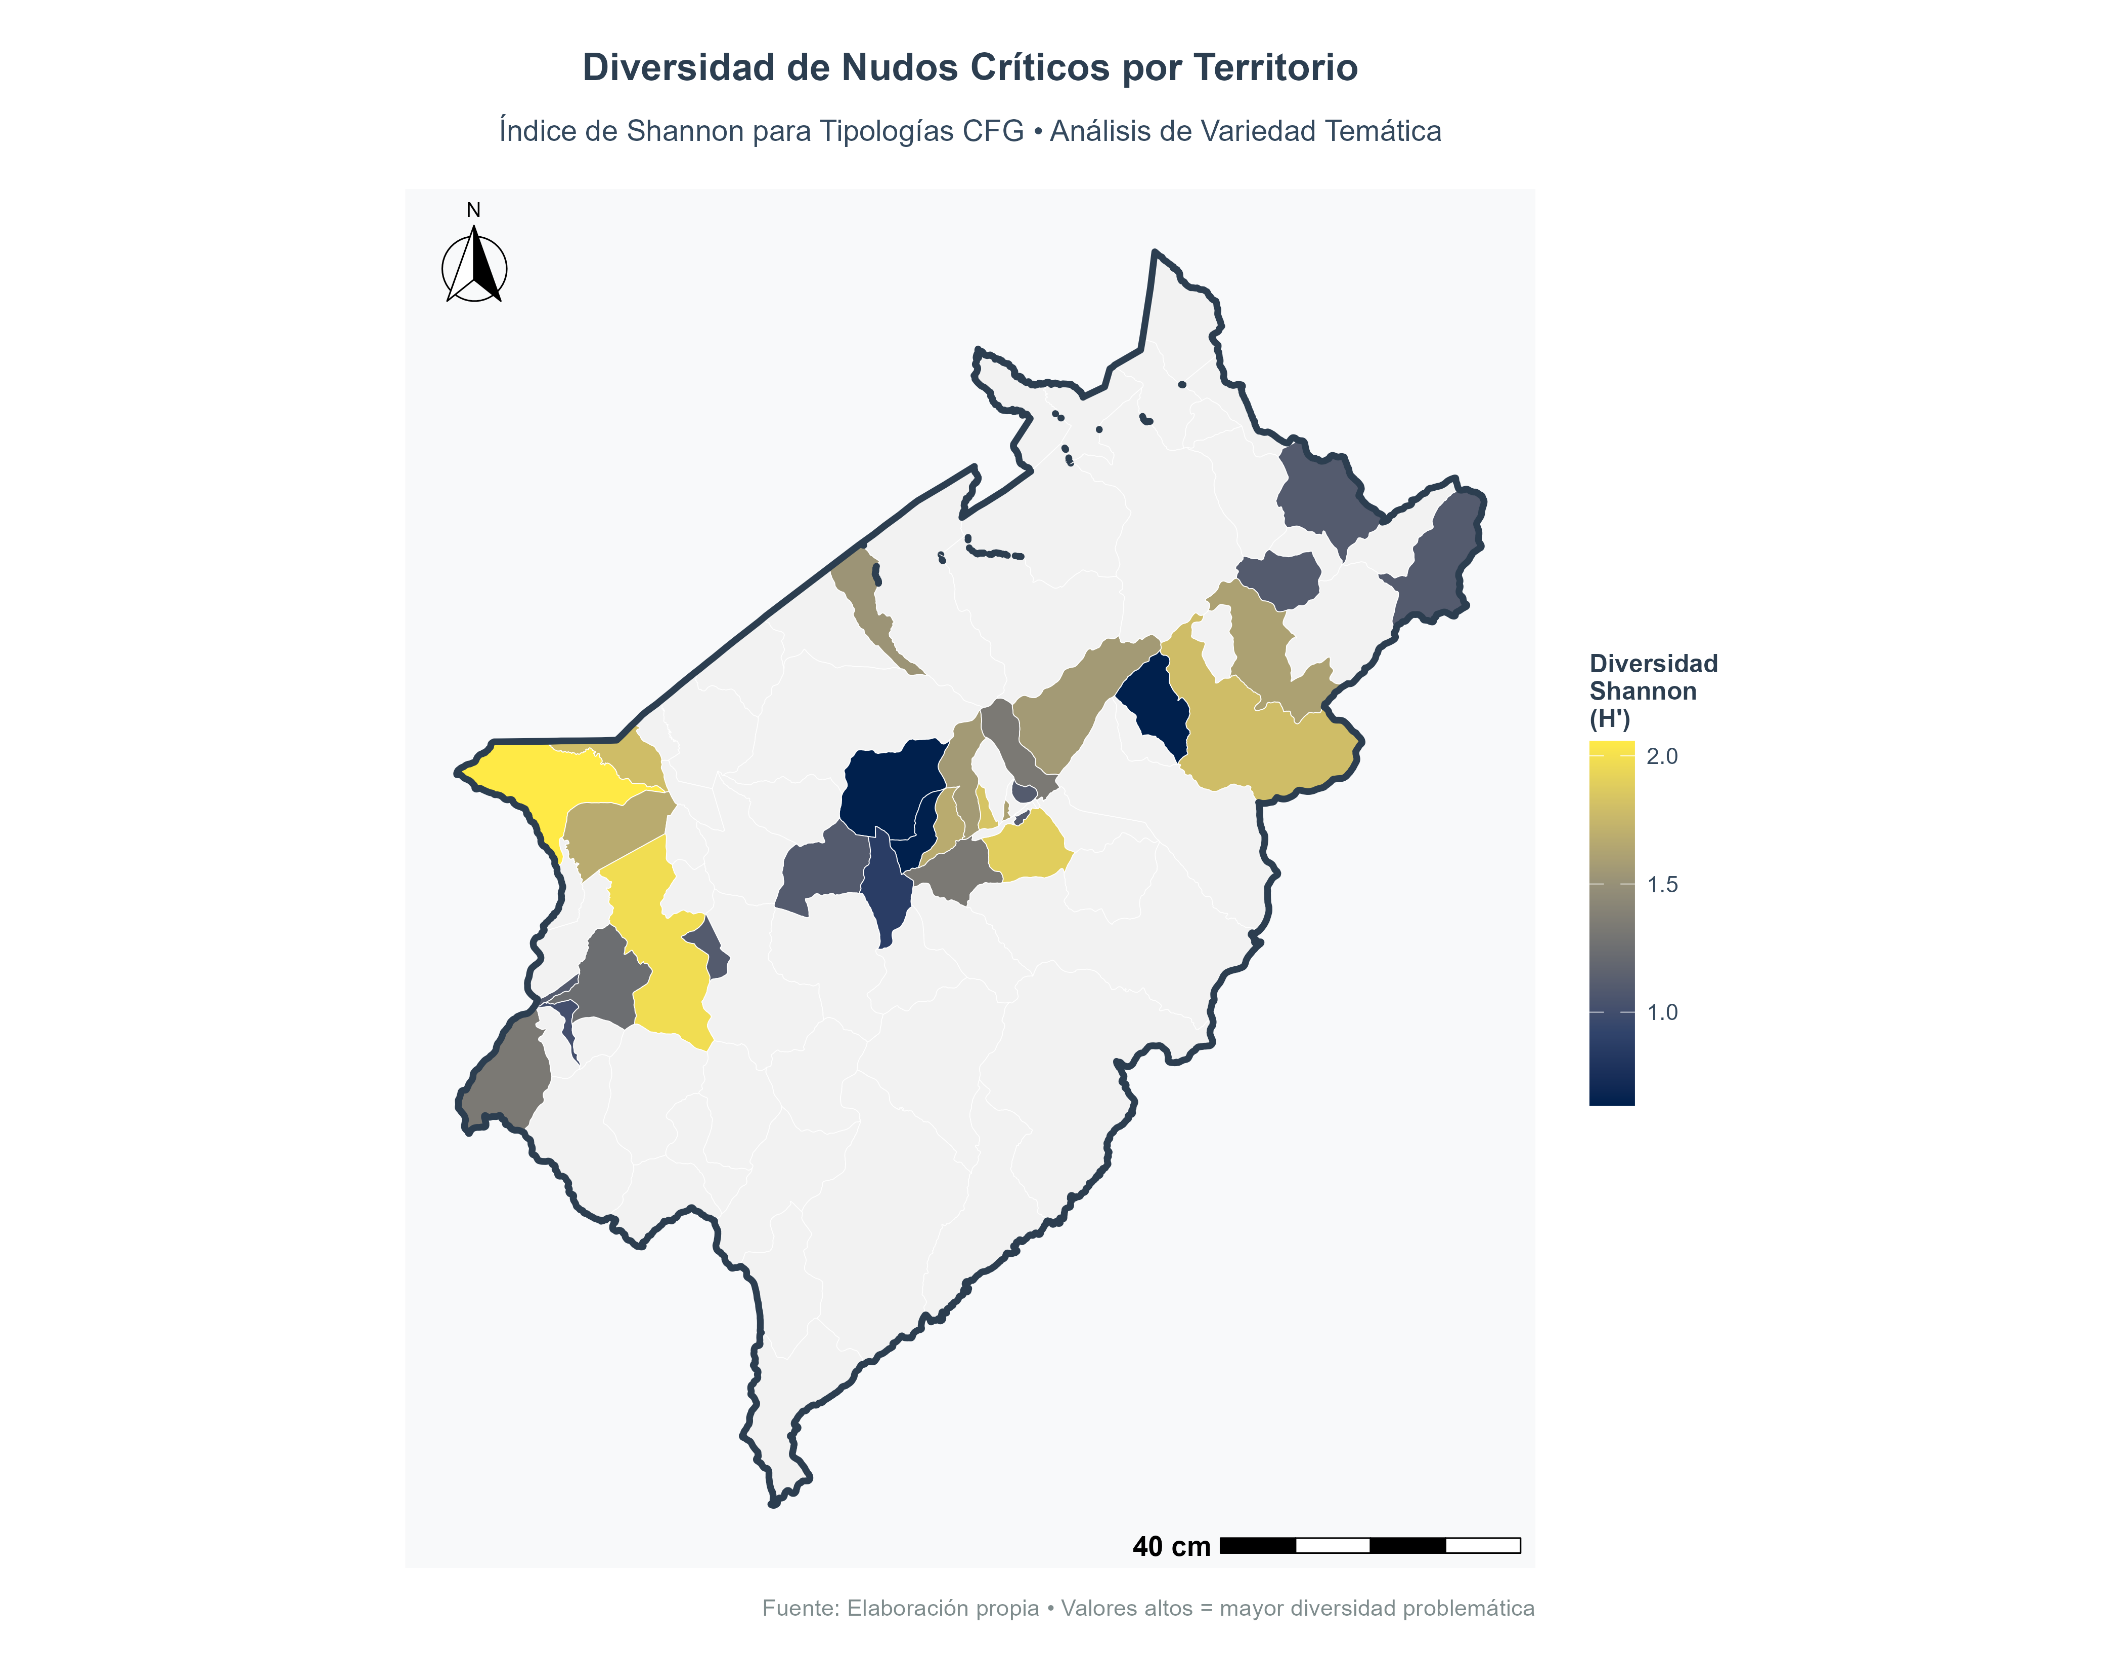 Diversidad de Nudos Críticos por Territorio
Índice de Shannon para Tipologías CFG • Análisis de Variedad Temática
N
Diversidad
Shannon
(H')
2.0
1.5
1.0
40 cm
Fuente: Elaboración propia • Valores altos = mayor diversidad problemática